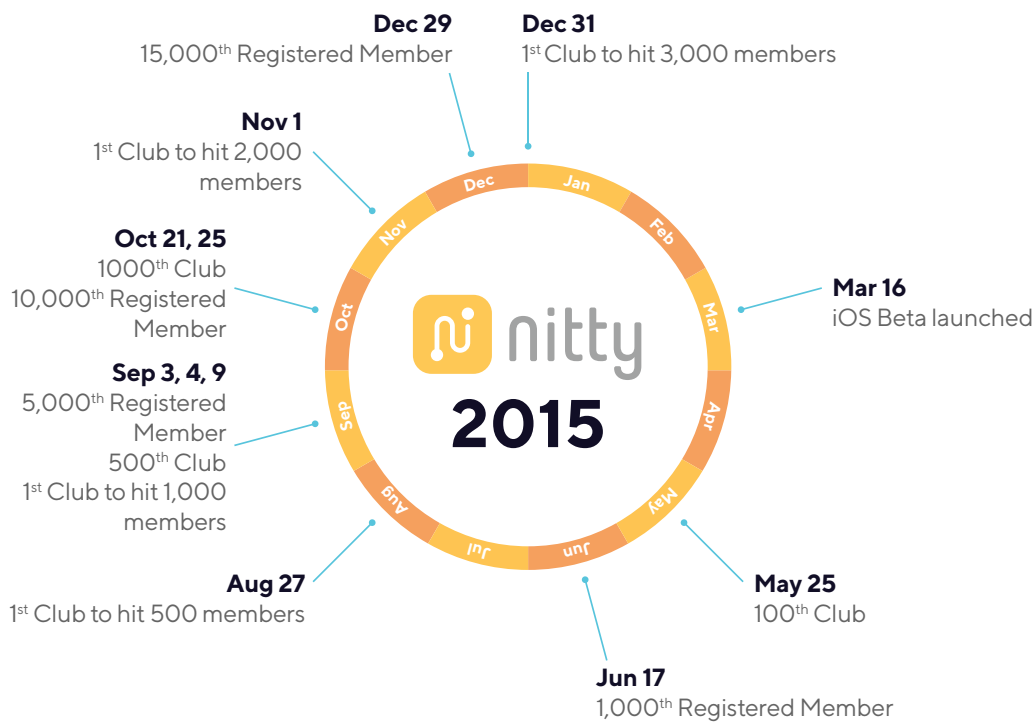 Dec 29
15,000th Registered Member
Dec 31
1st Club to hit 3,000 members
Nov 1
1st Club to hit 2,000
members
Oct 21, 25
1000th Club
10,000th Registered
Member
Sep 3, 4, 9
5,000th Registered
Member
500th Club
1st Club to hit 1,000
members
Aug 27
1st Club to hit 500 members
Jun 17
1,000th Registered Member
May 25
100th Club
Mar 16
iOS Beta launched
Jan
Feb
Mar
Apr
May
Jun
Jul
Aug
Sep
Oct
Nov
Dec
nitty
2015